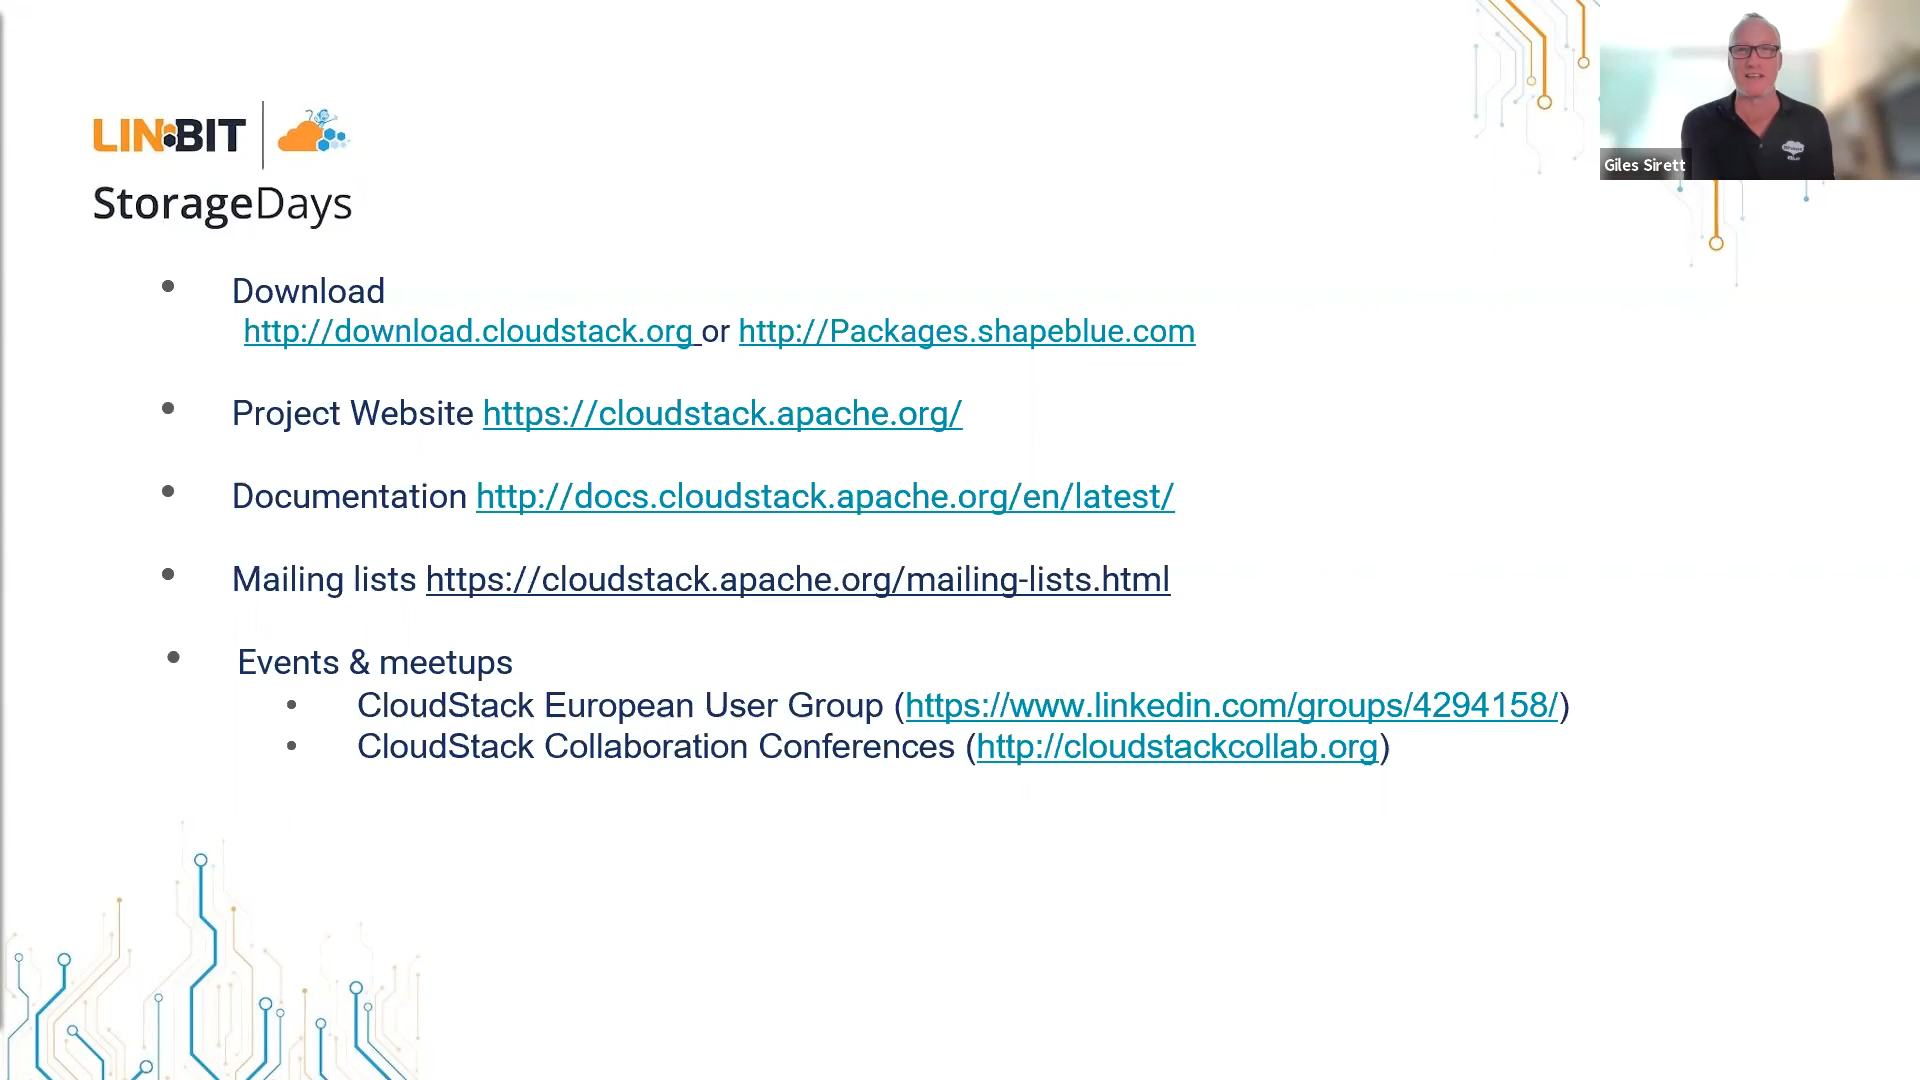 LINBIT
StorageDays
Giles Sirett
• Download
http://download.cloudstack.org or http://Packages.shapeblue.com
• Project Website https://cloudstack.apache.org/
• Documentation http://docs.cloudstack.apache.org/en/latest/
• Mailing lists https://cloudstack.apache.org/mailing-lists.html
• Events & meetups
• CloudStack European User Group (https://www.linkedin.com/groups/4294158/)
• CloudStack Collaboration Conferences (http://cloudstackcollab.org)